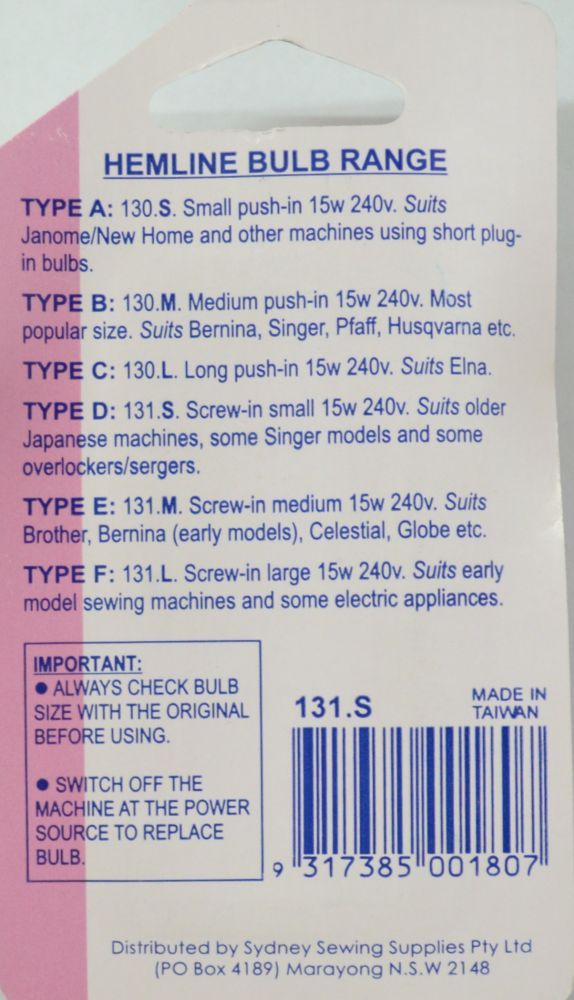 HEMLINE BULB RANGE
TYPE A: 130.S. Small push-in 15w 240v. Suits
Janome/New Home and other machines using short plug-
in bulbs.
TYPE B: 130.M. Medium push-in 15w 240v. Most
popular size. Suits Bernina, Singer, Pfaff, Husqvarna etc.
TYPE C: 130.L. Long push-in 15w 240v. Suits Elna.
TYPE D: 131.S. Screw-in small 15w 240v. Suits older
Japanese machines, some Singer models and some
overlockers/sergers.
TYPE E: 131.M. Screw-in medium 15w 240v. Suits
Brother, Bernina (early models), Celestial, Globe etc.
TYPE F: 131.L. Screw-in large 15w 240v. Suits early
model sewing machines and some electric appliances.
IMPORTANT:
● ALWAYS CHECK BULB
SIZE WITH THE ORIGINAL
BEFORE USING.
● SWITCH OFF THE
MACHINE AT THE POWER
SOURCE TO REPLACE
BULB.
131.S
MADE IN
TAIWAN
9 317385 001807
Distributed by Sydney Sewing Supplies Pty Ltd
(PO Box 4189) Marayong N.S.W 2148